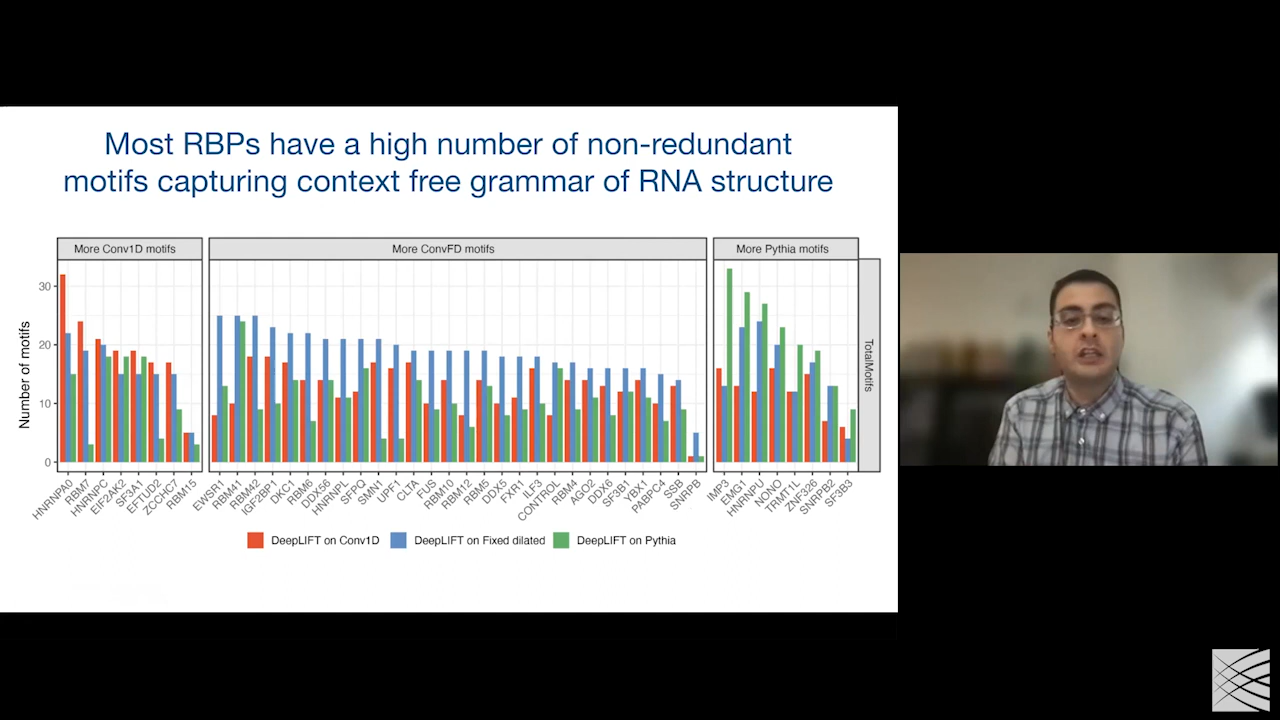 Most RBPs have a high number of non-redundant
motifs capturing context free grammar of RNA structure
More Conv1D motifs
More ConvFD motifs
More Pythia motifs
Number of motifs
30
20
10
0
TotalMotifs
HNRNPA0
RBM7
HNRNPC
EIF2AK2
SF3A1
EFTUD2
ZCCHC7
RBM15
EWSR1
RBM41
RBM42
IGF2BP1
DKC1
RBM6
DDX56
HNRNPL
SFPQ
SMN1
UPF1
CLTA
FUS
RBM10
RBM12
RBM5
DDX5
FXR1
ILF3
CONTROL
RBM4
AGO2
DDX6
SF3B1
YBX1
PABPC4
SSB
SNRPB
IMP3
EMG1
HNRNPU
NONO
TRMT1L
ZNF326
SNRPB2
SF3B3
DeepLIFT on Conv1D
DeepLIFT on Fixed dilated
DeepLIFT on Pythia